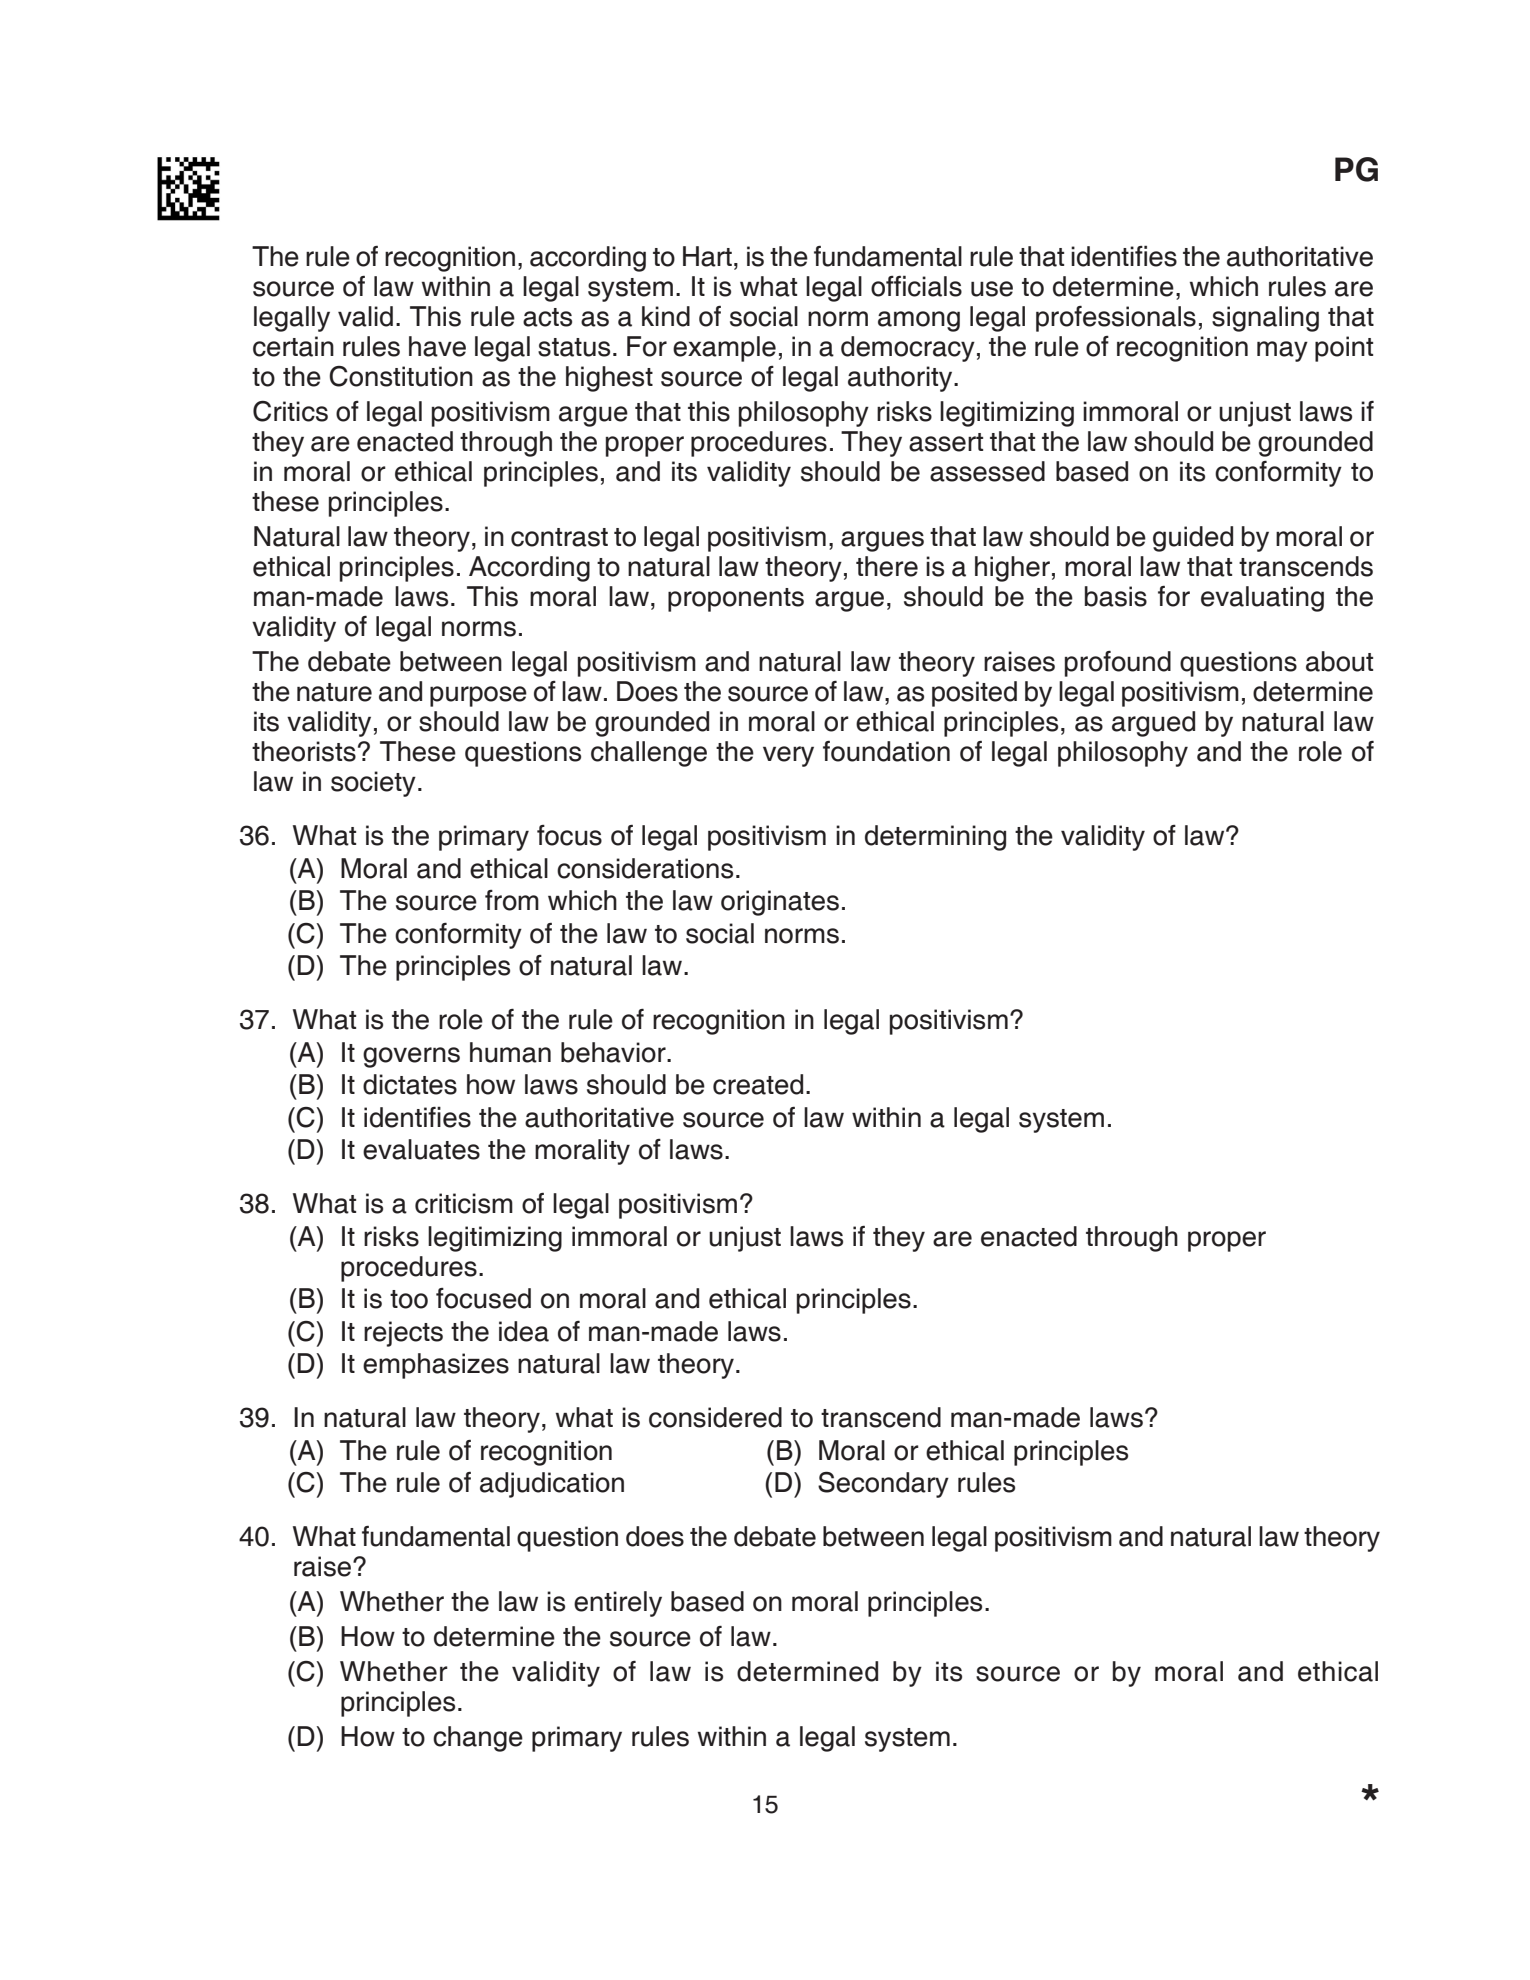 PG
The rule of recognition, according to Hart, is the fundamental rule that identifies the authoritative
source of law within a legal system. It is what legal officials use to determine, which rules are
legally valid. This rule acts as a kind of social norm among legal professionals, signaling that
certain rules have legal status. For example, in a democracy, the rule of recognition may point
to the Constitution as the highest source of legal authority.
Critics of legal positivism argue that this philosophy risks legitimizing immoral or unjust laws if
they are enacted through the proper procedures. They assert that the law should be grounded
in moral or ethical principles, and its validity should be assessed based on its conformity to
these principles.
Natural law theory, in contrast to legal positivism, argues that law should be guided by moral or
ethical principles. According to natural law theory, there is a higher, moral law that transcends
man-made laws. This moral law, proponents argue, should be the basis for evaluating the
validity of legal norms.
The debate between legal positivism and natural law theory raises profound questions about
the nature and purpose of law. Does the source of law, as posited by legal positivism, determine
its validity, or should law be grounded in moral or ethical principles, as argued by natural law
theorists? These questions challenge the very foundation of legal philosophy and the role of
law in society.
36. What is the primary focus of legal positivism in determining the validity of law?
(A) Moral and ethical considerations.
(B) The source from which the law originates.
(C) The conformity of the law to social norms.
(D) The principles of natural law.
37. What is the role of the rule of recognition in legal positivism?
(A) It governs human behavior.
(B) It dictates how laws should be created.
(C) It identifies the authoritative source of law within a legal system.
(D) It evaluates the morality of laws.
38. What is a criticism of legal positivism?
(A) It risks legitimizing immoral or unjust laws if they are enacted through proper
procedures.
(B) It is too focused on moral and ethical principles.
(C) It rejects the idea of man-made laws.
(D) It emphasizes natural law theory.
39. In natural law theory, what is considered to transcend man-made laws?
(A) The rule of recognition (B) Moral or ethical principles
(C) The rule of adjudication (D) Secondary rules
40. What fundamental question does the debate between legal positivism and natural law theory
raise?
(A) Whether the law is entirely based on moral principles.
(B) How to determine the source of law.
(C) Whether the validity of law is determined by its source or by moral and ethical
principles.
(D) How to change primary rules within a legal system.
15 *